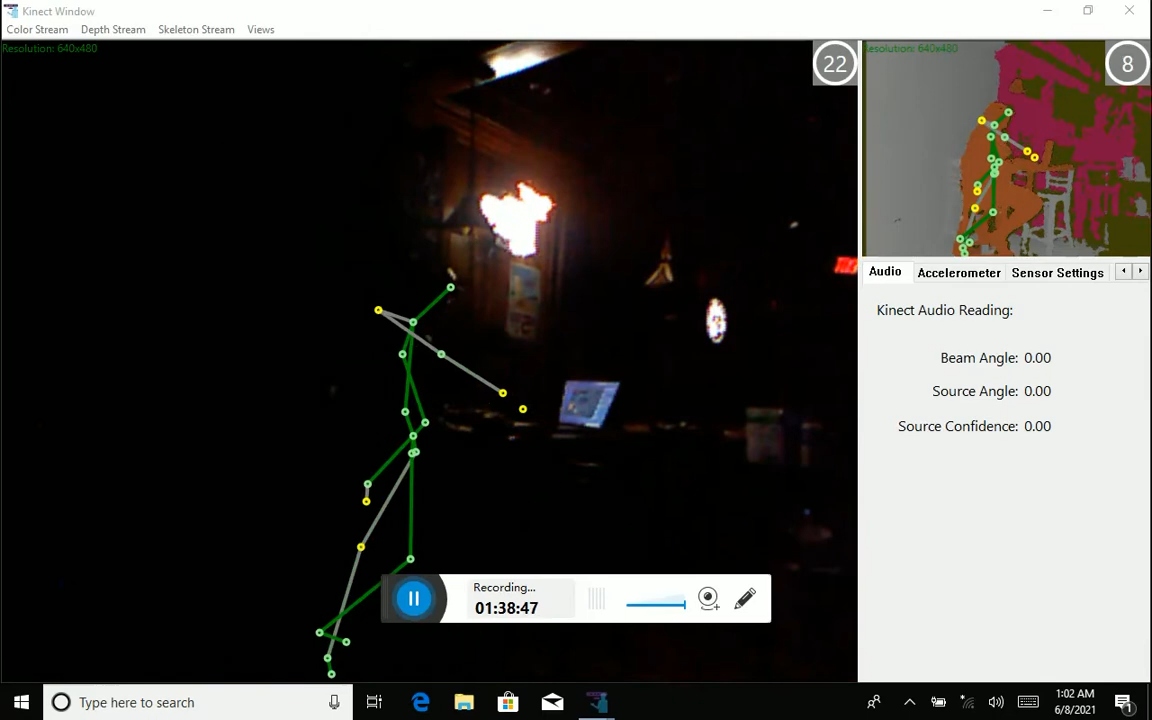 Kinect Window
Color Stream Depth Stream Skeleton Stream Views
Resolution: 640x480
22
esolution: 640x480
8
Audio Accelerometer Sensor Settings
Kinect Audio Reading:
Beam Angle: 0.00
Source Angle: 0.00
Source Confidence: 0.00
Recording...
01:38:47
Type here to search
1:02 AM
6/8/2021
1